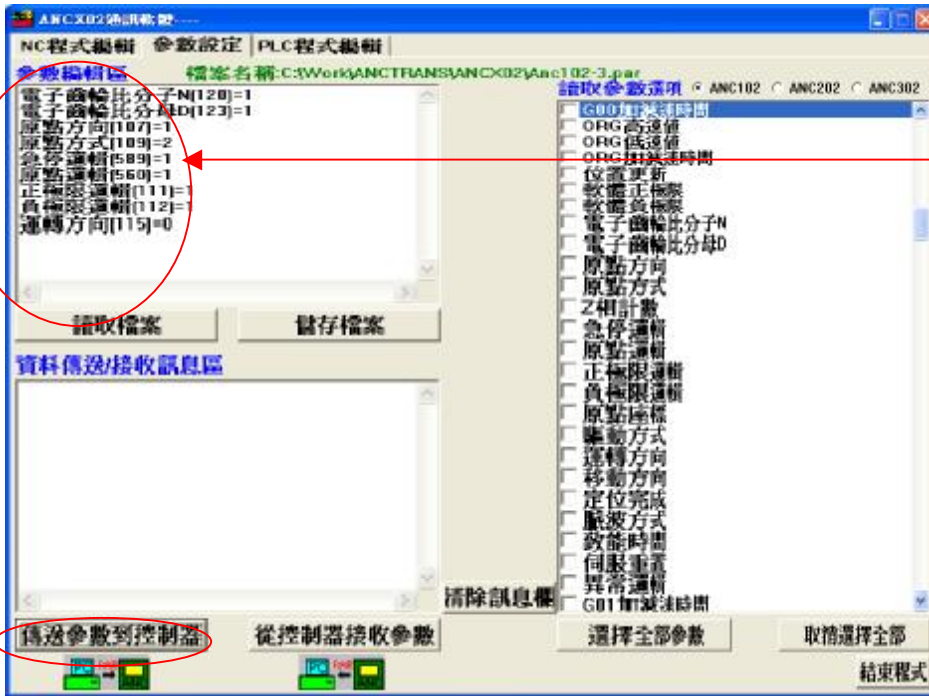 ANCX02通訊軟體----
NC程式編輯 參數設定 PLC程式編輯
參數編輯區 檔案名稱:C:\Work\ANCTRANS\ANCX02\Anc102-3.par
讀取參數選項 ANC102 ANC202 ANC302
電子齒輪比分子N(120)=1
電子齒輪比分母D(123)=1
原點方向(107)=1
原點方式(109)=2
急停邏輯(589)=1
原點邏輯(560)=1
正極限邏輯(111)=1
負極限邏輯(112)=1
運轉方向(115)=0
讀取檔案 儲存檔案
資料傳送/接收訊息區
清除訊息欄
傳送參數到控制器 從控制器接收參數
G00加減速時間
ORG高速值
ORG低速值
ORG加減速時間
位置更新
軟體正極限
軟體負極限
電子齒輪比分子N
電子齒輪比分母D
原點方向
原點方式
Z相計數
急停邏輯
原點邏輯
正極限邏輯
負極限邏輯
原點座標
驅動方式
運轉方向
移動方向
定位完成
脈波方式
致能時間
伺服重置
異常邏輯
G01加減速時間
選擇全部參數 取消選擇全部
結束程式